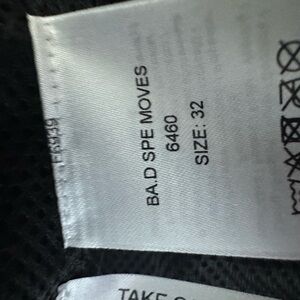 BA.D SPE MOVES
6460
SIZE: 32
TAKE